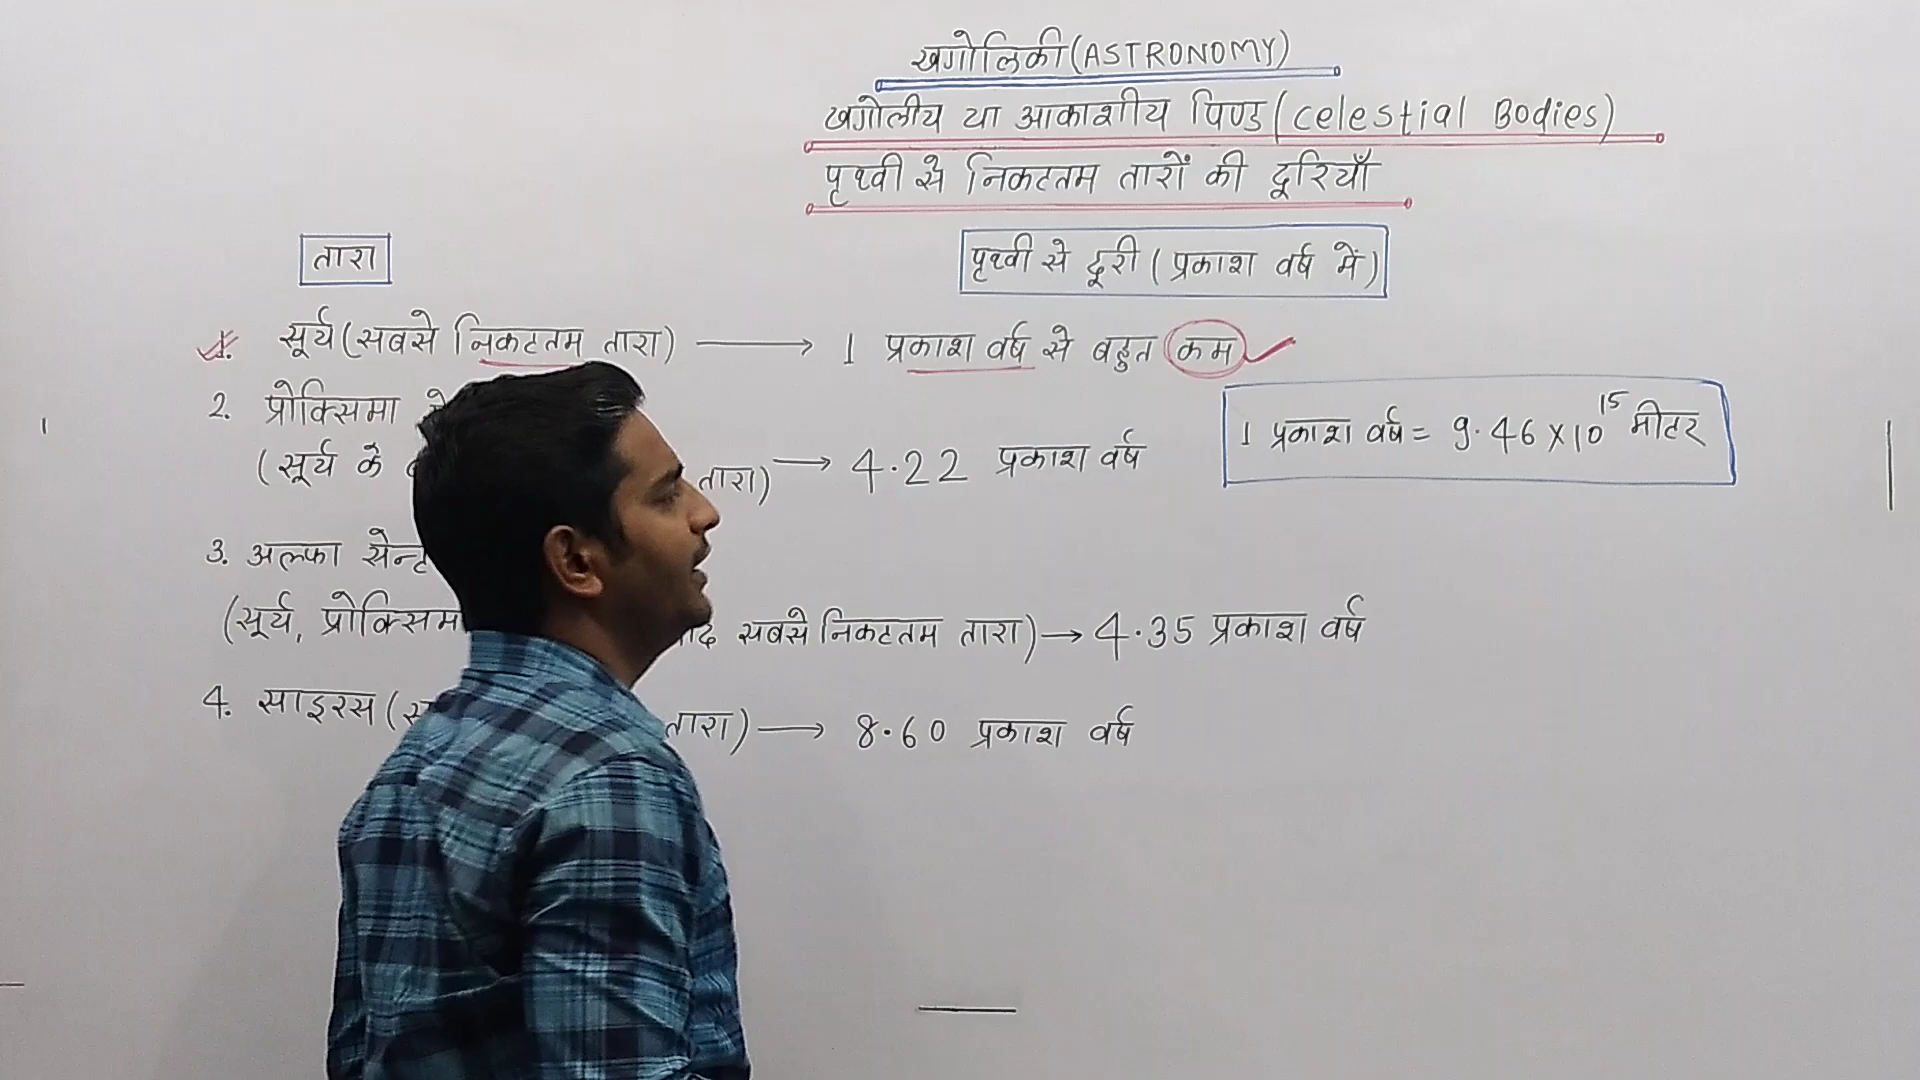 खगोलिकी (ASTRONOMY)
खगोलीय या आकाशीय पिण्ड (Celestial Bodies)
पृथ्वी से निकटतम तारों की दूरियाँ
तारा
पृथ्वी से दूरी (प्रकाश वर्ष में)
1. सूर्य (सबसे निकटतम तारा) → 1 प्रकाश वर्ष से बहुत कम
2. प्रोक्सिमा
(सूर्य के तारा) → 4.22 प्रकाश वर्ष
1 प्रकाश वर्ष = 9.46 × 10¹⁵ मीटर
3. अल्फा
(सूर्य, प्रोक्सिमा सबसे निकटतम तारा) → 4.35 प्रकाश वर्ष
4. साइरस ( तारा) → 8.60 प्रकाश वर्ष